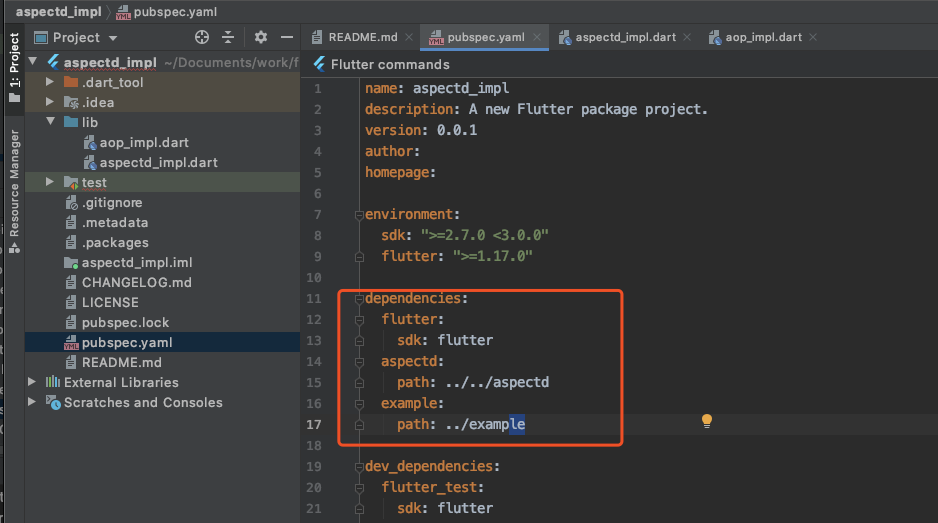 aspectd_impl pubspec.yaml
Project
README.md
pubspec.yaml
aspectd_impl.dart
aop_impl.dart
1: Project
Resource Manager
aspectd_impl ~/Documents/work/f
.dart_tool
.idea
lib
aop_impl.dart
aspectd_impl.dart
test
.gitignore
.metadata
.packages
aspectd_impl.iml
CHANGELOG.md
LICENSE
pubspec.lock
pubspec.yaml
README.md
External Libraries
Scratches and Consoles
Flutter commands
1 name: aspectd_impl
2 description: A new Flutter package project.
3 version: 0.0.1
4 author:
5 homepage:
6
7 environment:
8 sdk: ">=2.7.0 <3.0.0"
9 flutter: ">=1.17.0"
10
11 dependencies:
12 flutter:
13 sdk: flutter
14 aspectd:
15 path: ../../aspectd
16 example:
17 path: ../example
18
19 dev_dependencies:
20 flutter_test:
21 sdk: flutter